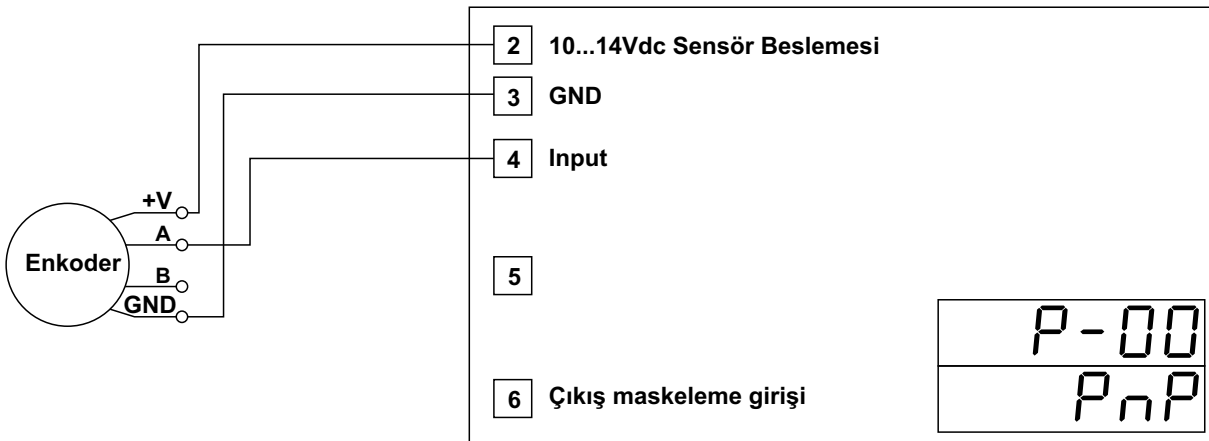 2 10...14Vdc Sensör Beslemesi
3 GND
4 Input
+V
A
Enkoder
B
GND
5
6 Çıkış maskeleme girişi
P-00
PnP